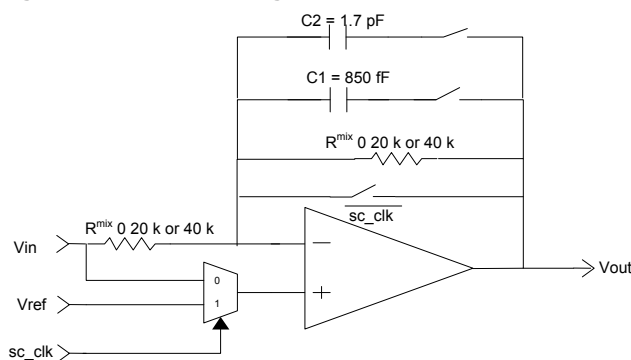 C2 = 1.7 pF
C1 = 850 fF
Rmix 0 20 k or 40 k
sc_clk
Rmix 0 20 k or 40 k
Vin
Vref
0
1
sc_clk
Vout